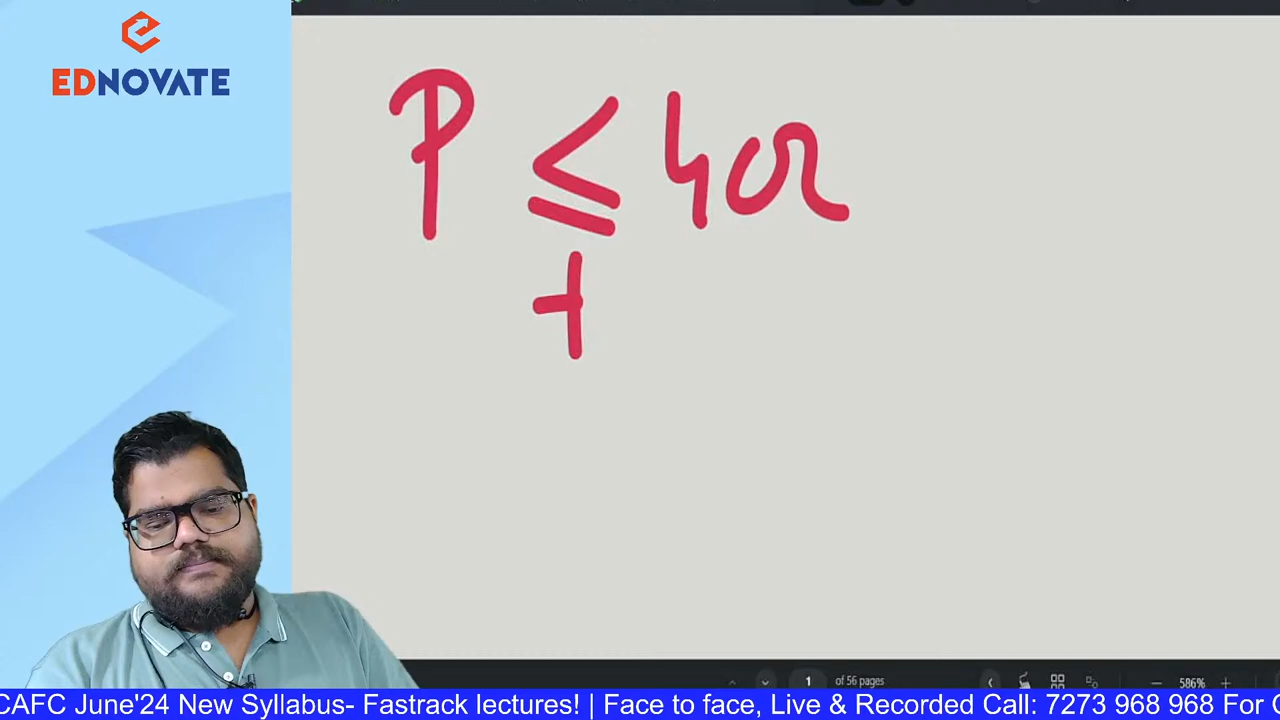 EDNOVATE
P ≤ 4cr
+
1 of 56 pages
586%
CAFC June'24 New Syllabus- Fastrack lectures! | Face to face, Live & Recorded Call: 7273 968 968 For